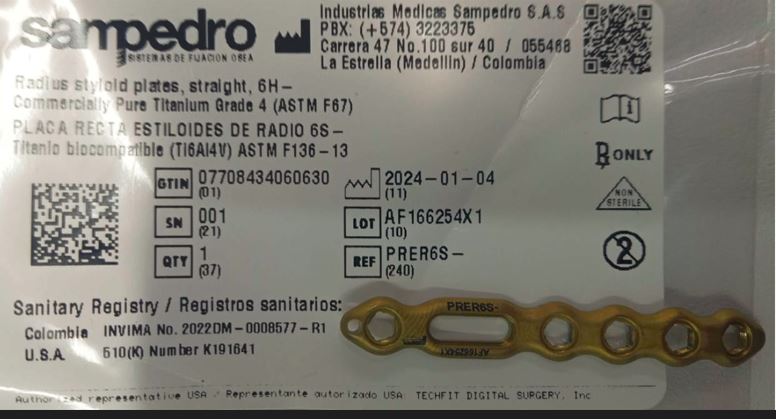 sampedro
SISTEMAS DE FIJACION OSEA
Industrias Medicas Sampedro S.A.S
PBX: (+574) 3223375
Carrera 47 No.100 sur 40 / 055468
La Estrella (Medellin) / Colombia
Radius styloid plates, straight, 6H-
Commercially Pure Titanium Grade 4 (ASTM F67)
PLACA RECTA ESTILOIDES DE RADIO 6S-
Titanio biocompatible (Ti6Al4V) ASTM F136-13
℞ ONLY
NON
STERILE
2
GTIN 07708434060630
(01)
2024-01-04
(11)
SN 001
(21)
LOT AF166254X1
(10)
QTY 1
(37)
REF PRER6S-
(240)
Sanitary Registry / Registros sanitarios:
Colombia INVIMA No. 2022DM-0008577-R1
U.S.A. 510(K) Number K191641
PRER6S-
AF166254X1
Authorized representative USA / Representante autorizado USA: TECHFIT DIGITAL SURGERY, Inc